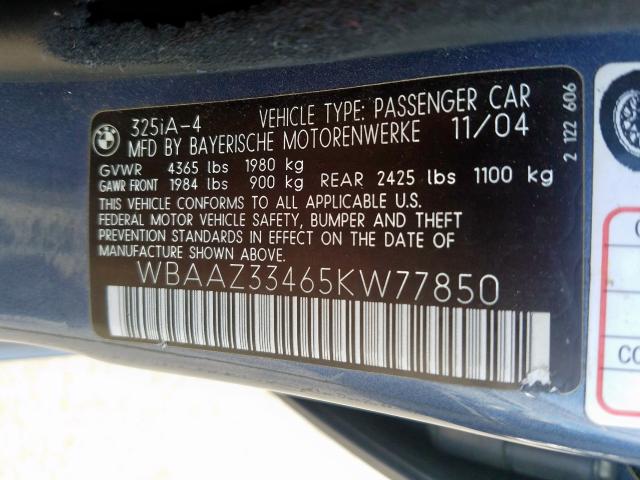 325iA-4 VEHICLE TYPE: PASSENGER CAR
MFD BY BAYERISCHE MOTORENWERKE 11/04
GVWR 4365 lbs 1980 kg
GAWR FRONT 1984 lbs 900 kg REAR 2425 lbs 1100 kg
THIS VEHICLE CONFORMS TO ALL APPLICABLE U.S.
FEDERAL MOTOR VEHICLE SAFETY, BUMPER AND THEFT
PREVENTION STANDARDS IN EFFECT ON THE DATE OF
MANUFACTURE SHOWN ABOVE.
WBAAZ33465KW77850
2 122 606